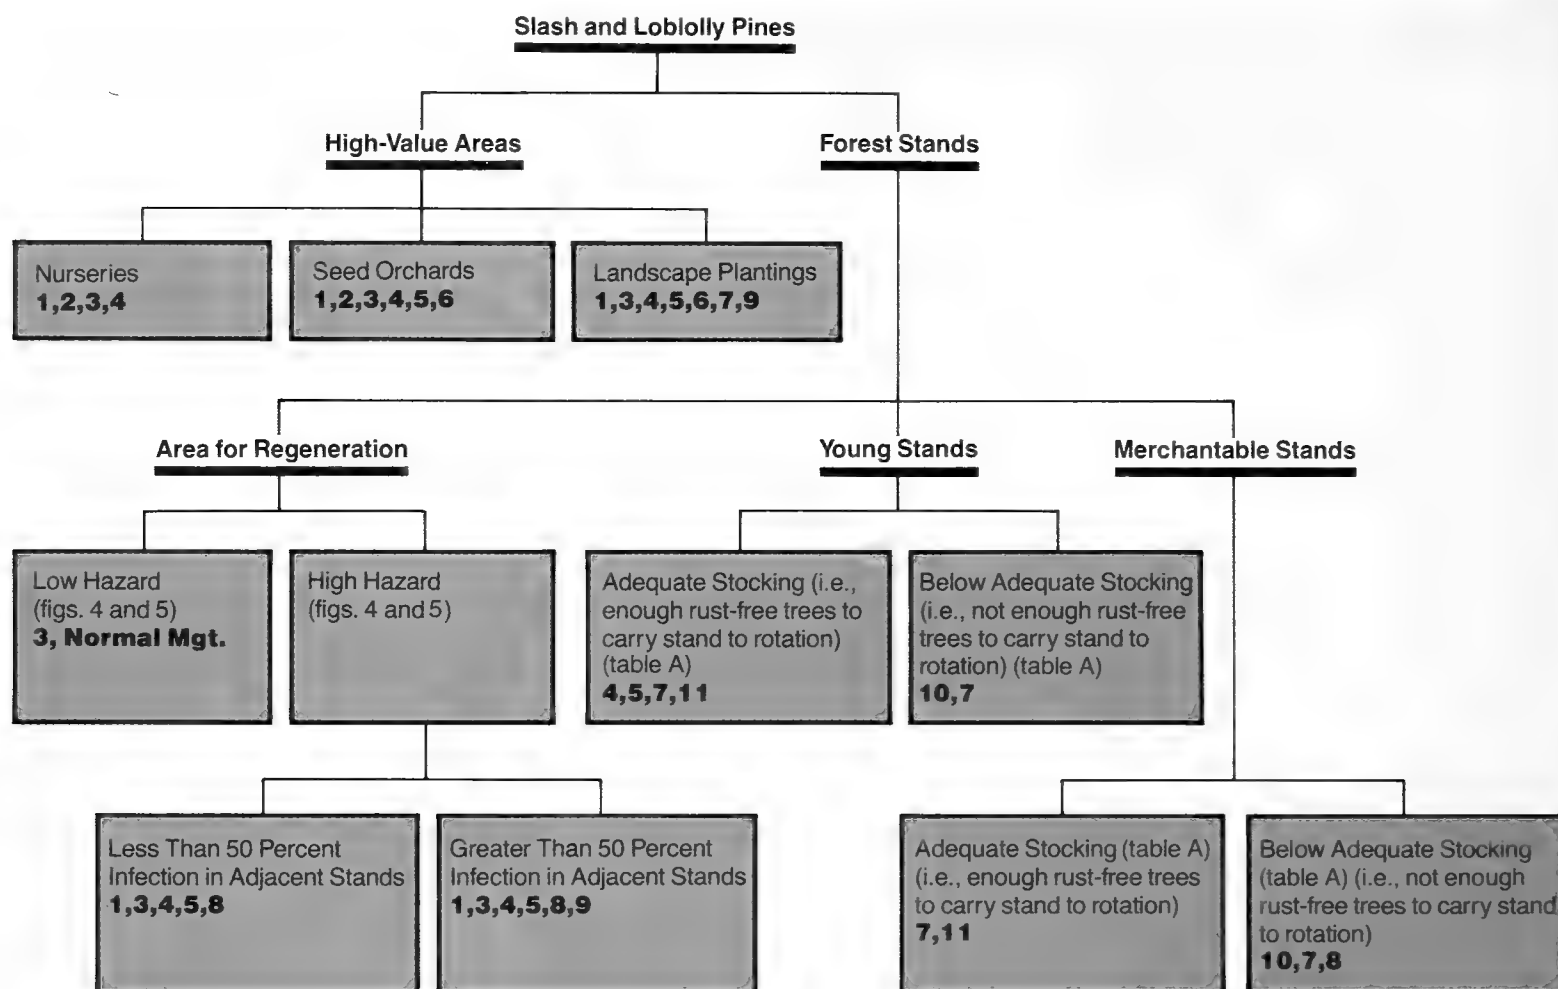 Slash and Loblolly Pines
High-Value Areas
Forest Stands
Nurseries
1,2,3,4
Seed Orchards
1,2,3,4,5,6
Landscape Plantings
1,3,4,5,6,7,9
Area for Regeneration
Young Stands
Merchantable Stands
Low Hazard
(figs. 4 and 5)
3, Normal Mgt.
High Hazard
(figs. 4 and 5)
Adequate Stocking (i.e.,
enough rust-free trees to
carry stand to rotation)
(table A)
4,5,7,11
Below Adequate Stocking
(i.e., not enough rust-free
trees to carry stand to
rotation) (table A)
10,7
Less Than 50 Percent
Infection in Adjacent Stands
1,3,4,5,8
Greater Than 50 Percent
Infection in Adjacent Stands
1,3,4,5,8,9
Adequate Stocking (table A)
(i.e., enough rust-free trees
to carry stand to rotation)
7,11
Below Adequate Stocking
(table A) (i.e., not enough
rust-free trees to carry stand
to rotation)
10,7,8